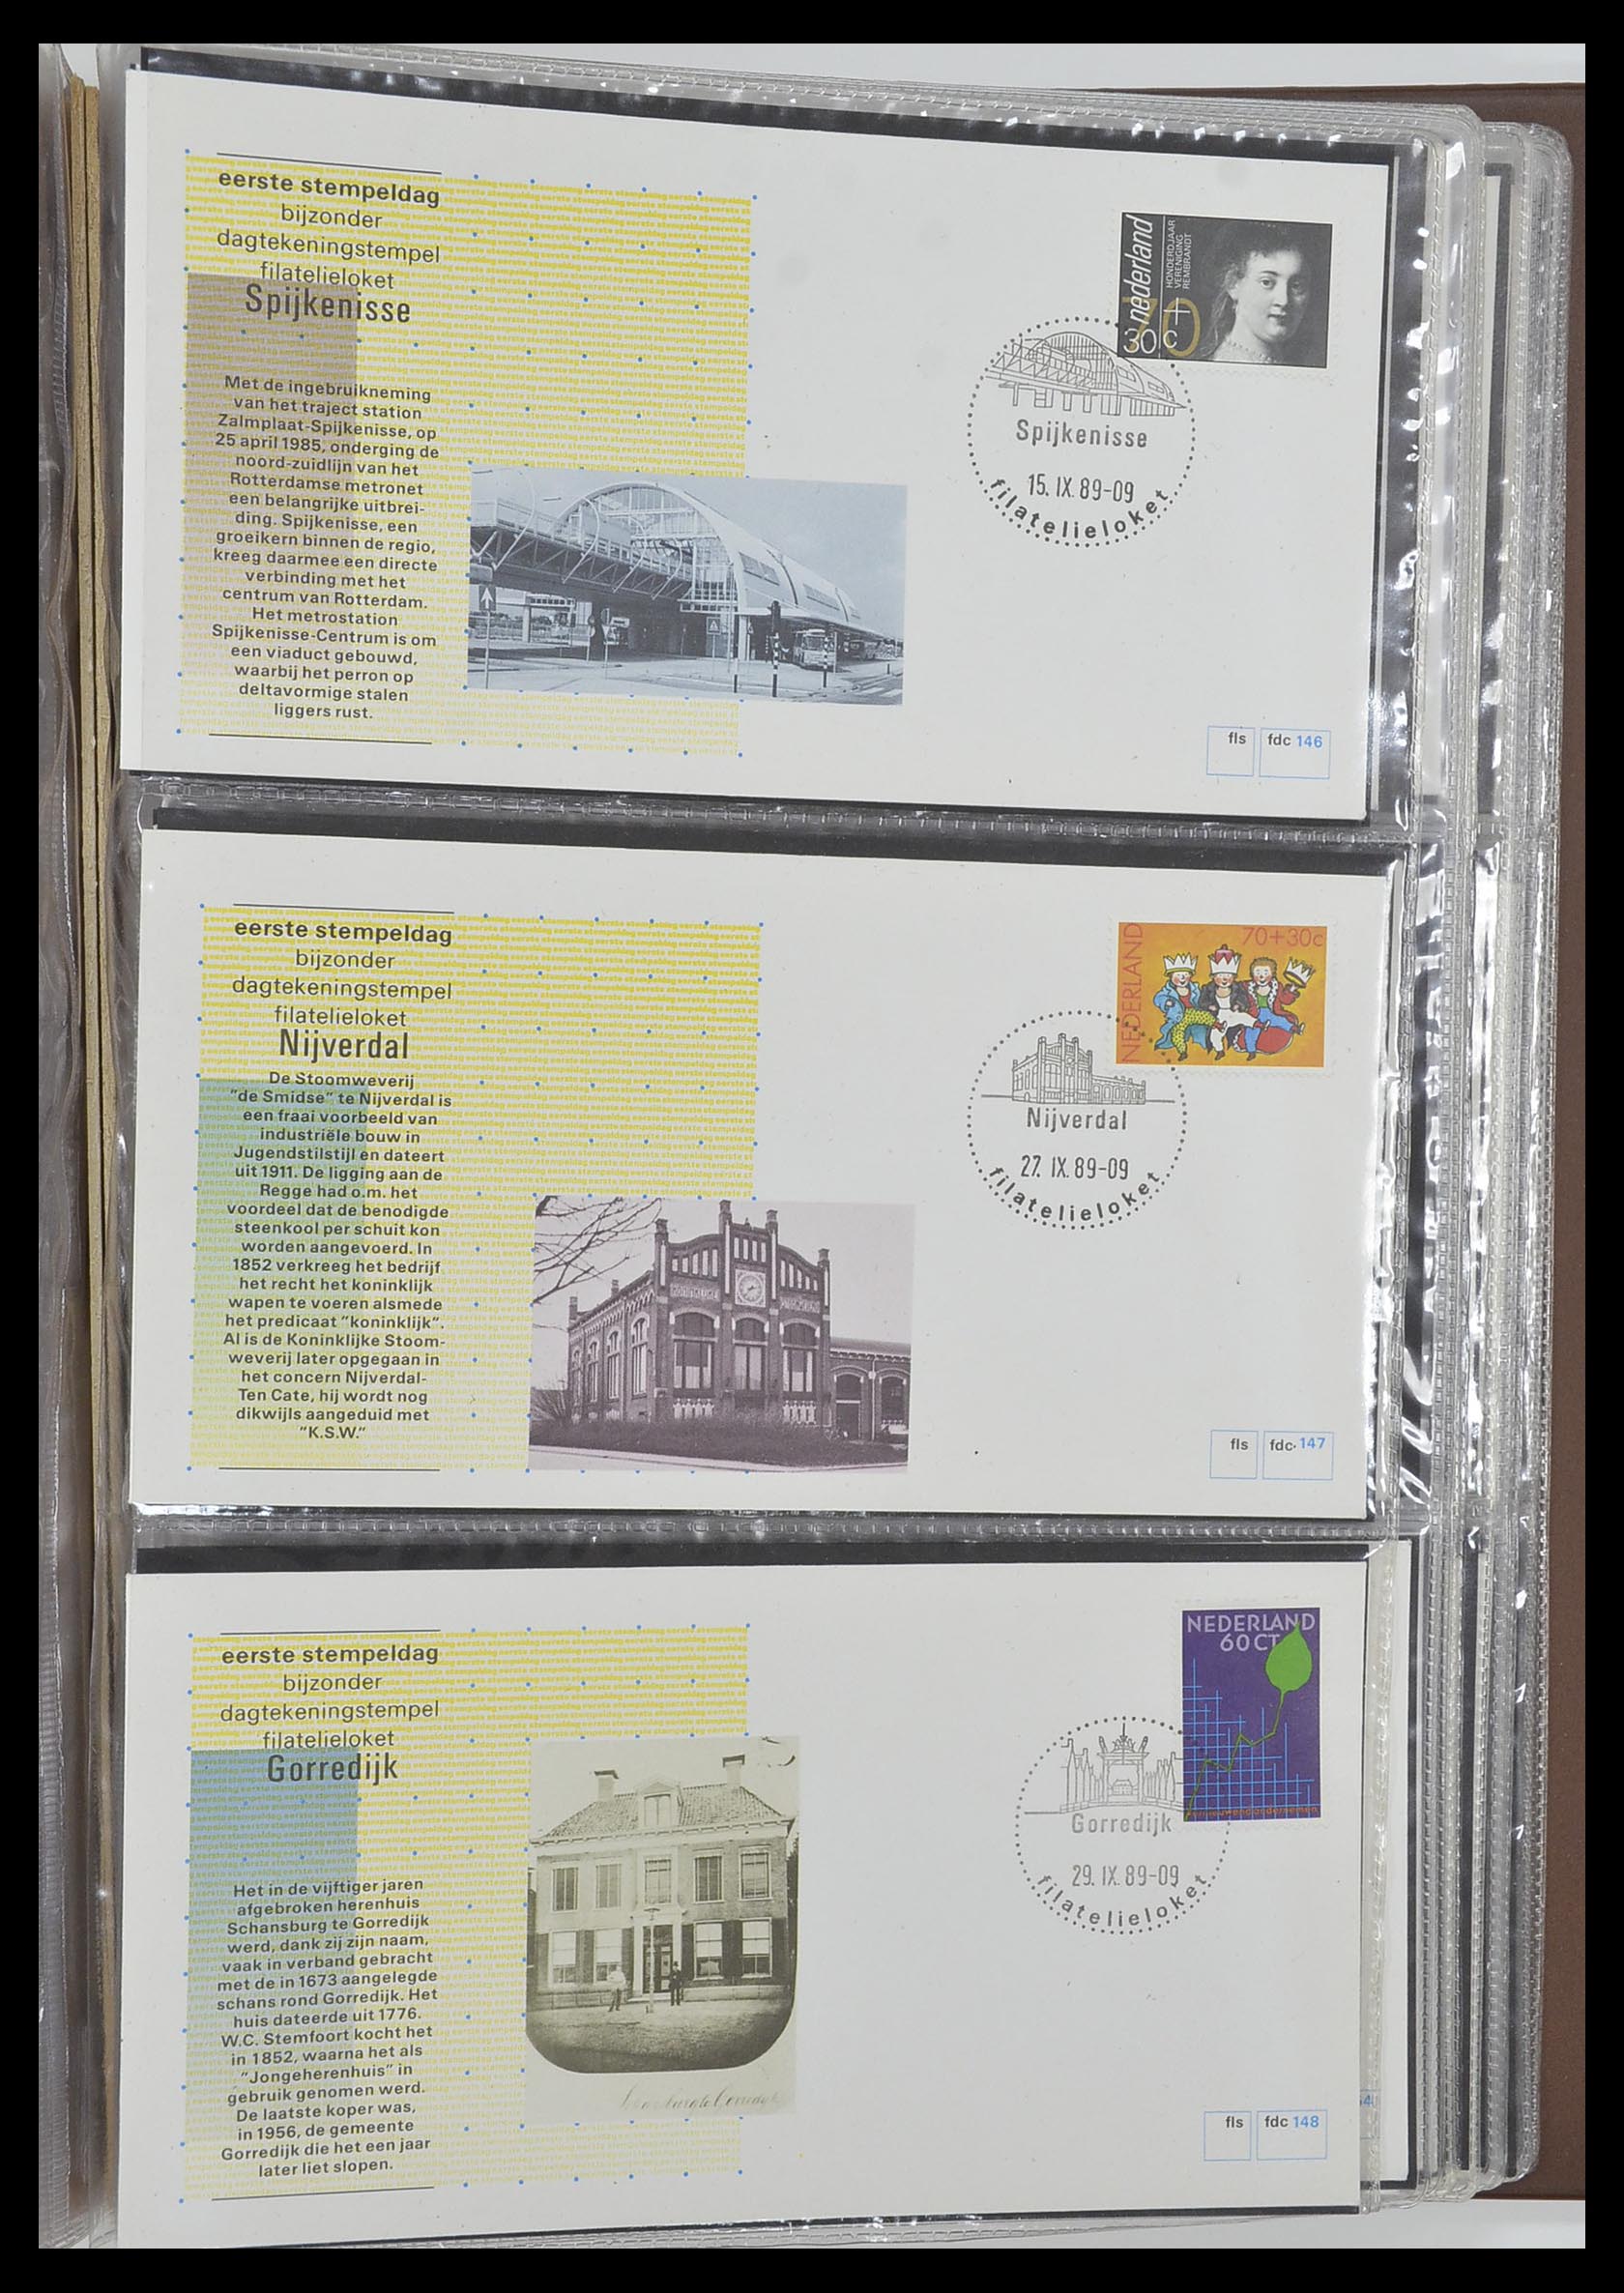 eerste stempeldag
bijzonder
dagtekeningstempel
filatelieloket
Spijkenisse
Met de ingebruikneming
van het traject station
Zalmplaat-Spijkenisse, op
25 april 1985, onderging de
noord-zuidlijn van het
Rotterdamse metronet
een belangrijke uitbrei-
ding. Spijkenisse, een
groeikern binnen de regio,
kreeg daarmee een directe
verbinding met het
centrum van Rotterdam.
Het metrostation
Spijkenisse-Centrum is om
een viaduct gebouwd,
waarbij het perron op
deltavormige stalen
liggers rust.
nederland
HONDERDJAAR
VERENIGING
REMBRANDT
70
+
30 c
Spijkenisse
15. IX. 89-09
filatelieloket
fls fdc 146
eerste stempeldag
bijzonder
dagtekeningstempel
filatelieloket
Nijverdal
De Stoomweverij
"de Smidse" te Nijverdal is
een fraai voorbeeld van
industriële bouw in
Jugendstilstijl en dateert
uit 1911. De ligging aan de
Regge had o.m. het
voordeel dat de benodigde
steenkool per schuit kon
worden aangevoerd. In
1852 verkreeg het bedrijf
het recht het koninklijk
wapen te voeren alsmede
het predicaat "koninklijk".
Al is de Koninklijke Stoom-
weverij later opgegaan in
het concern Nijverdal-
Ten Cate, hij wordt nog
dikwijls aangeduid met
"K.S.W."
NEDERLAND
70+30c
Nijverdal
27. IX. 89-09
filatelieloket
fls fdc 147
eerste stempeldag
bijzonder
dagtekeningstempel
filatelieloket
Gorredijk
Het in de vijftiger jaren
afgebroken herenhuis
Schansburg te Gorredijk
werd, dank zij zijn naam,
vaak in verband gebracht
met de in 1673 aangelegde
schans rond Gorredijk. Het
huis dateerde uit 1776.
W.C. Stemfoort kocht het
in 1852, waarna het als
"Jongeherenhuis" in
gebruik genomen werd.
De laatste koper was,
in 1956, de gemeente
Gorredijk die het een jaar
later liet slopen.
NEDERLAND
60 CT
Gorredijk
29. IX. 89-09
filatelieloket
fls fdc 148